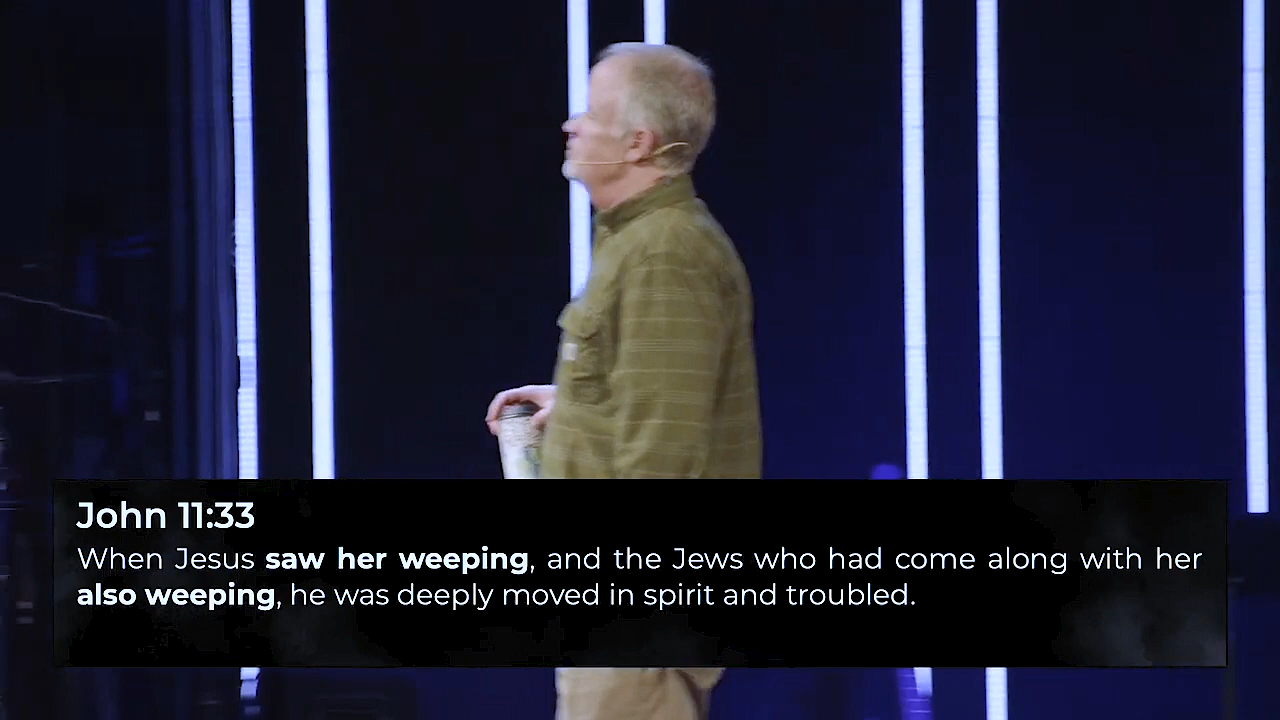 John 11:33
When Jesus saw her weeping, and the Jews who had come along with her
also weeping, he was deeply moved in spirit and troubled.